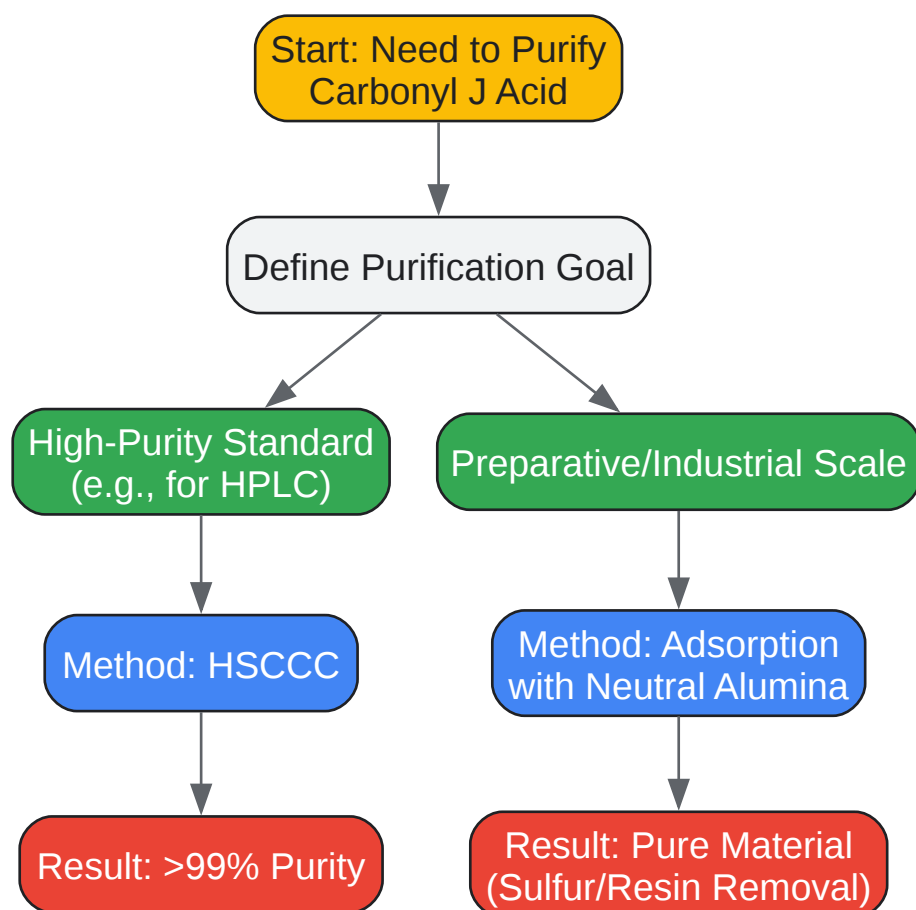 Start: Need to Purify
Carbonyl J Acid
Define Purification Goal
High-Purity Standard
(e.g., for HPLC)
Preparative/Industrial Scale
Method: HSCCC
Method: Adsorption
with Neutral Alumina
Result: >99% Purity
Result: Pure Material
(Sulfur/Resin Removal)